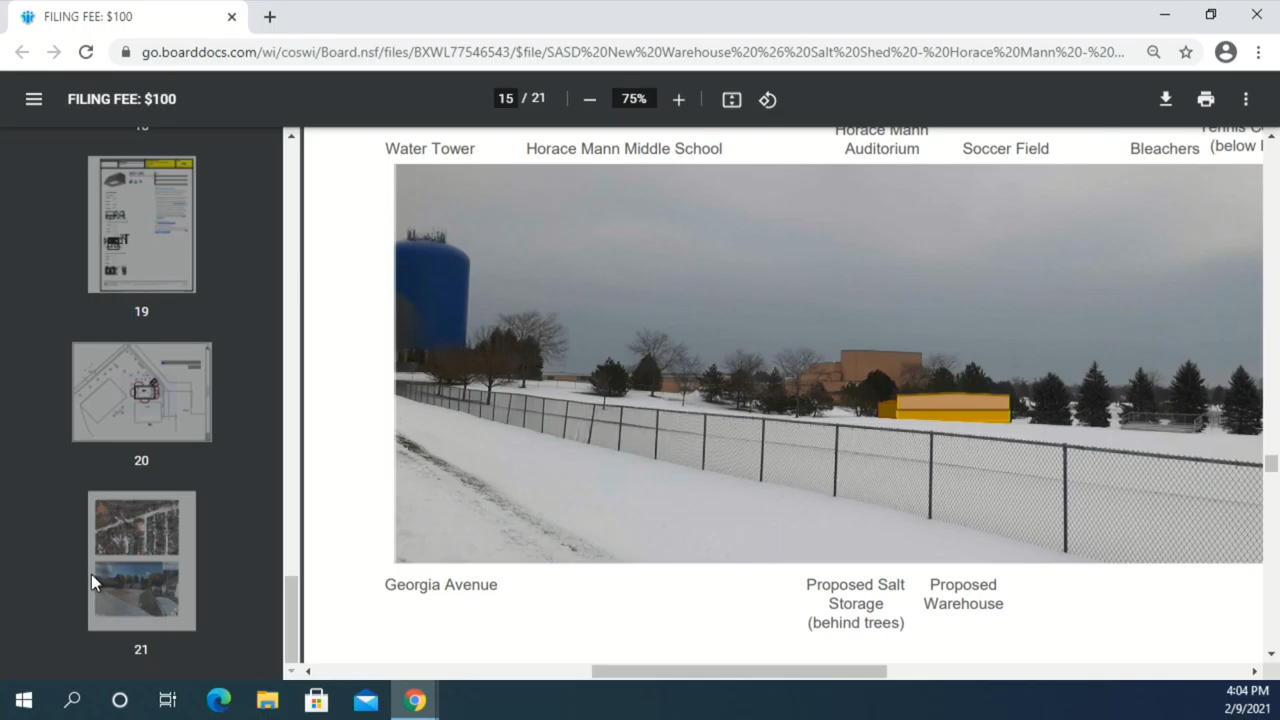 FILING FEE: $100
go.boarddocs.com/wi/coswi/Board.nsf/files/BXWL77546543/$file/SASD%20New%20Warehouse%20%26%20Salt%20Shed%20-%20Horace%20Mann%20-%20...
FILING FEE: $100
15 / 21
75%
18
19
20
21
Water Tower
Horace Mann Middle School
Horace Mann
Auditorium
Soccer Field
Bleachers
Tennis C
(below
Georgia Avenue
Proposed Salt
Storage
(behind trees)
Proposed
Warehouse
4:04 PM
2/9/2021